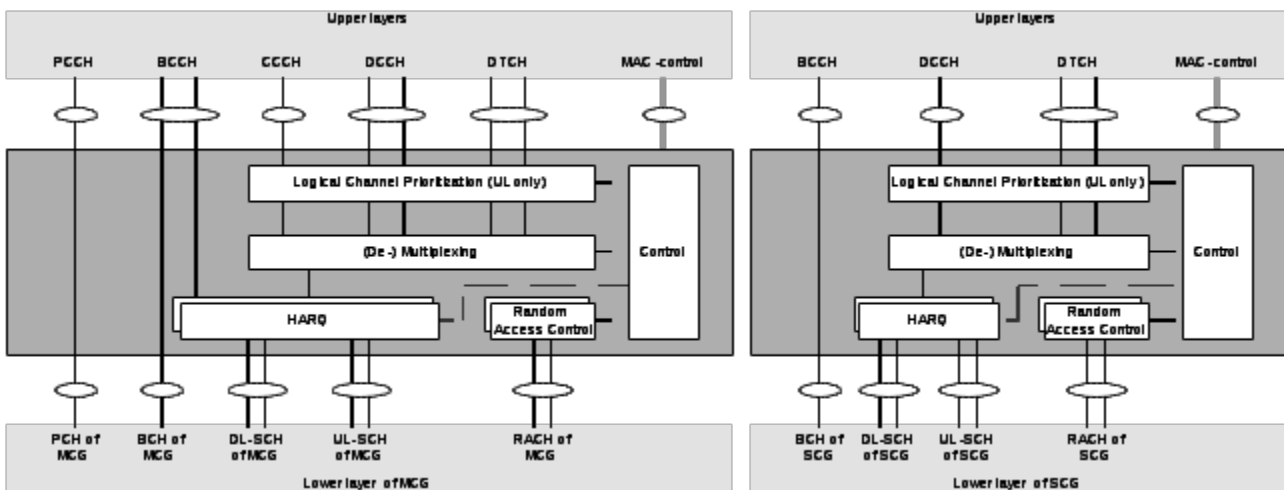 Upper layers
PCCH BCCH CCCH DCCH DTCH MAC-control
Logical Channel Prioritization (UL only)
(De-) Multiplexing
Control
HARQ
Random
Access Control
PCH of
MCG
BCH of
MCG
DL-SCH
of MCG
UL-SCH
of MCG
RACH of
MCG
Lower layer of MCG
Upper layers
BCCH DCCH DTCH MAC-control
Logical Channel Prioritization (UL only)
(De-) Multiplexing
Control
HARQ
Random
Access Control
BCH of
SCG
DL-SCH
of SCG
UL-SCH
of SCG
RACH of
SCG
Lower layer of SCG